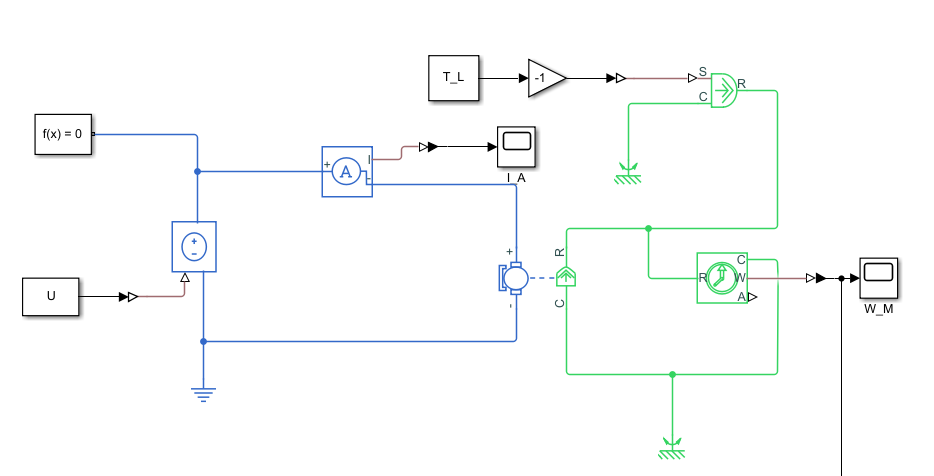 T_L
-1
S
R
C
f(x) = 0
I
+
A
-
I_A
+
-
+
-
R
C
R
C
W
A
U
W_M